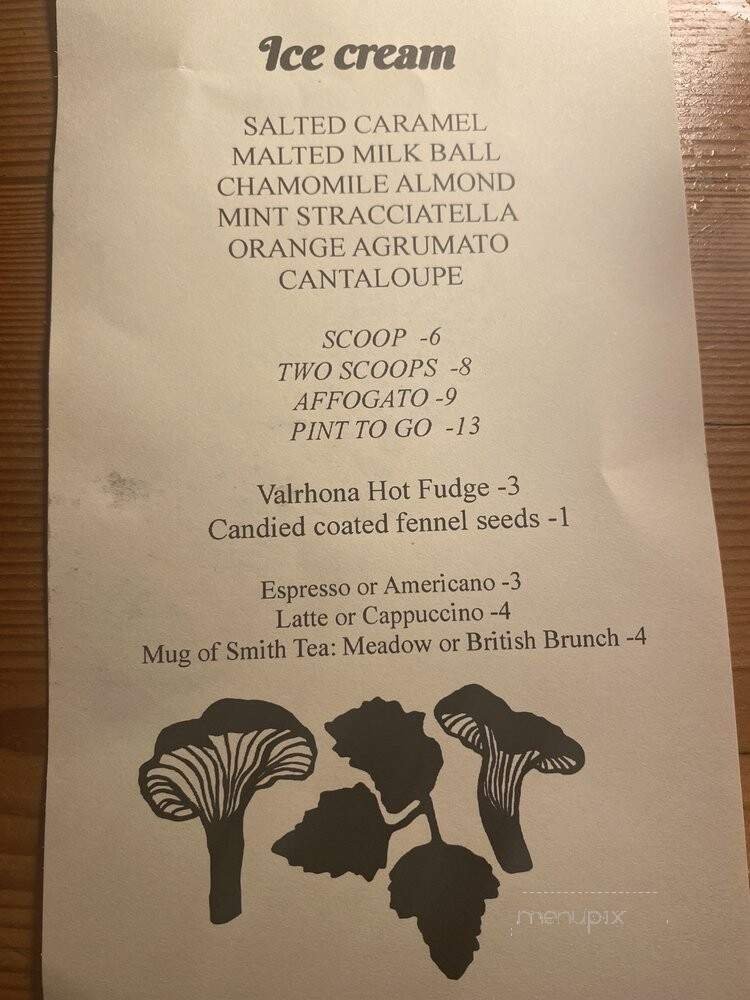 Ice cream
SALTED CARAMEL
MALTED MILK BALL
CHAMOMILE ALMOND
MINT STRACCIATELLA
ORANGE AGRUMATO
CANTALOUPE
SCOOP -6
TWO SCOOPS -8
AFFOGATO -9
PINT TO GO -13
Valrhona Hot Fudge -3
Candied coated fennel seeds -1
Espresso or Americano -3
Latte or Cappuccino -4
Mug of Smith Tea: Meadow or British Brunch -4
menupix